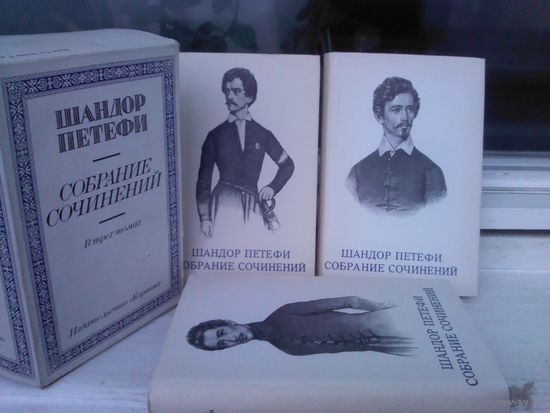 ШАНДОР
ПЕТЕФИ
СОБРАНИЕ
СОЧИНЕНИЙ
В трех томах
Издательство «Корвина»
ШАНДОР ПЕТЕФИ
СОБРАНИЕ СОЧИНЕНИЙ
ШАНДОР ПЕТЕФИ
СОБРАНИЕ СОЧИНЕНИЙ
ШАНДОР ПЕТЕФИ
СОБРАНИЕ СОЧИНЕНИЙ